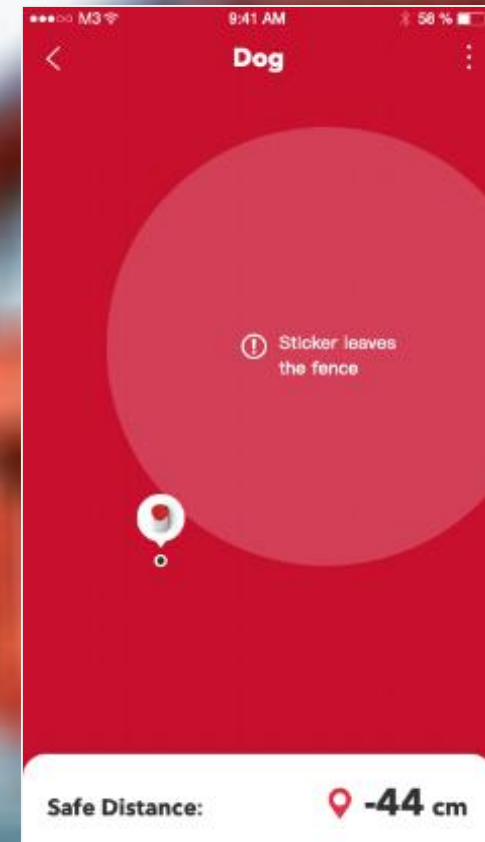 M3 9:41 AM 58 %
Dog
Sticker leaves
the fence
Safe Distance: -44 cm